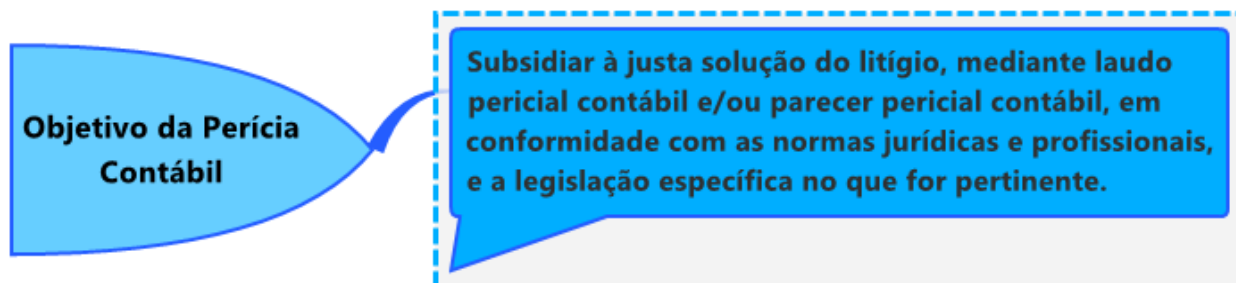 Objetivo da Perícia
Contábil
Subsidiar à justa solução do litígio, mediante laudo
pericial contábil e/ou parecer pericial contábil, em
conformidade com as normas jurídicas e profissionais,
e a legislação específica no que for pertinente.